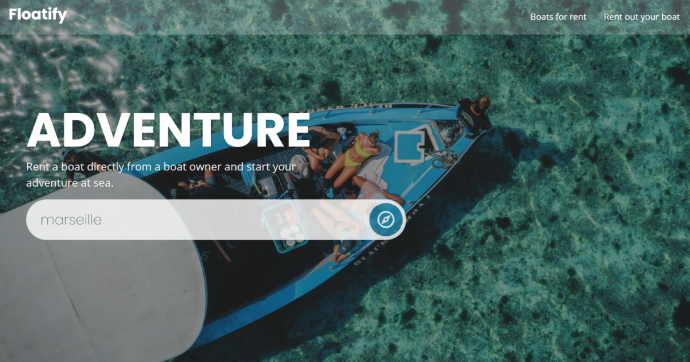 Floatify
Boats for rent
Rent out your boat
ADVENTURE
Rent a boat directly from a boat owner and start your
adventure at sea.
marseille